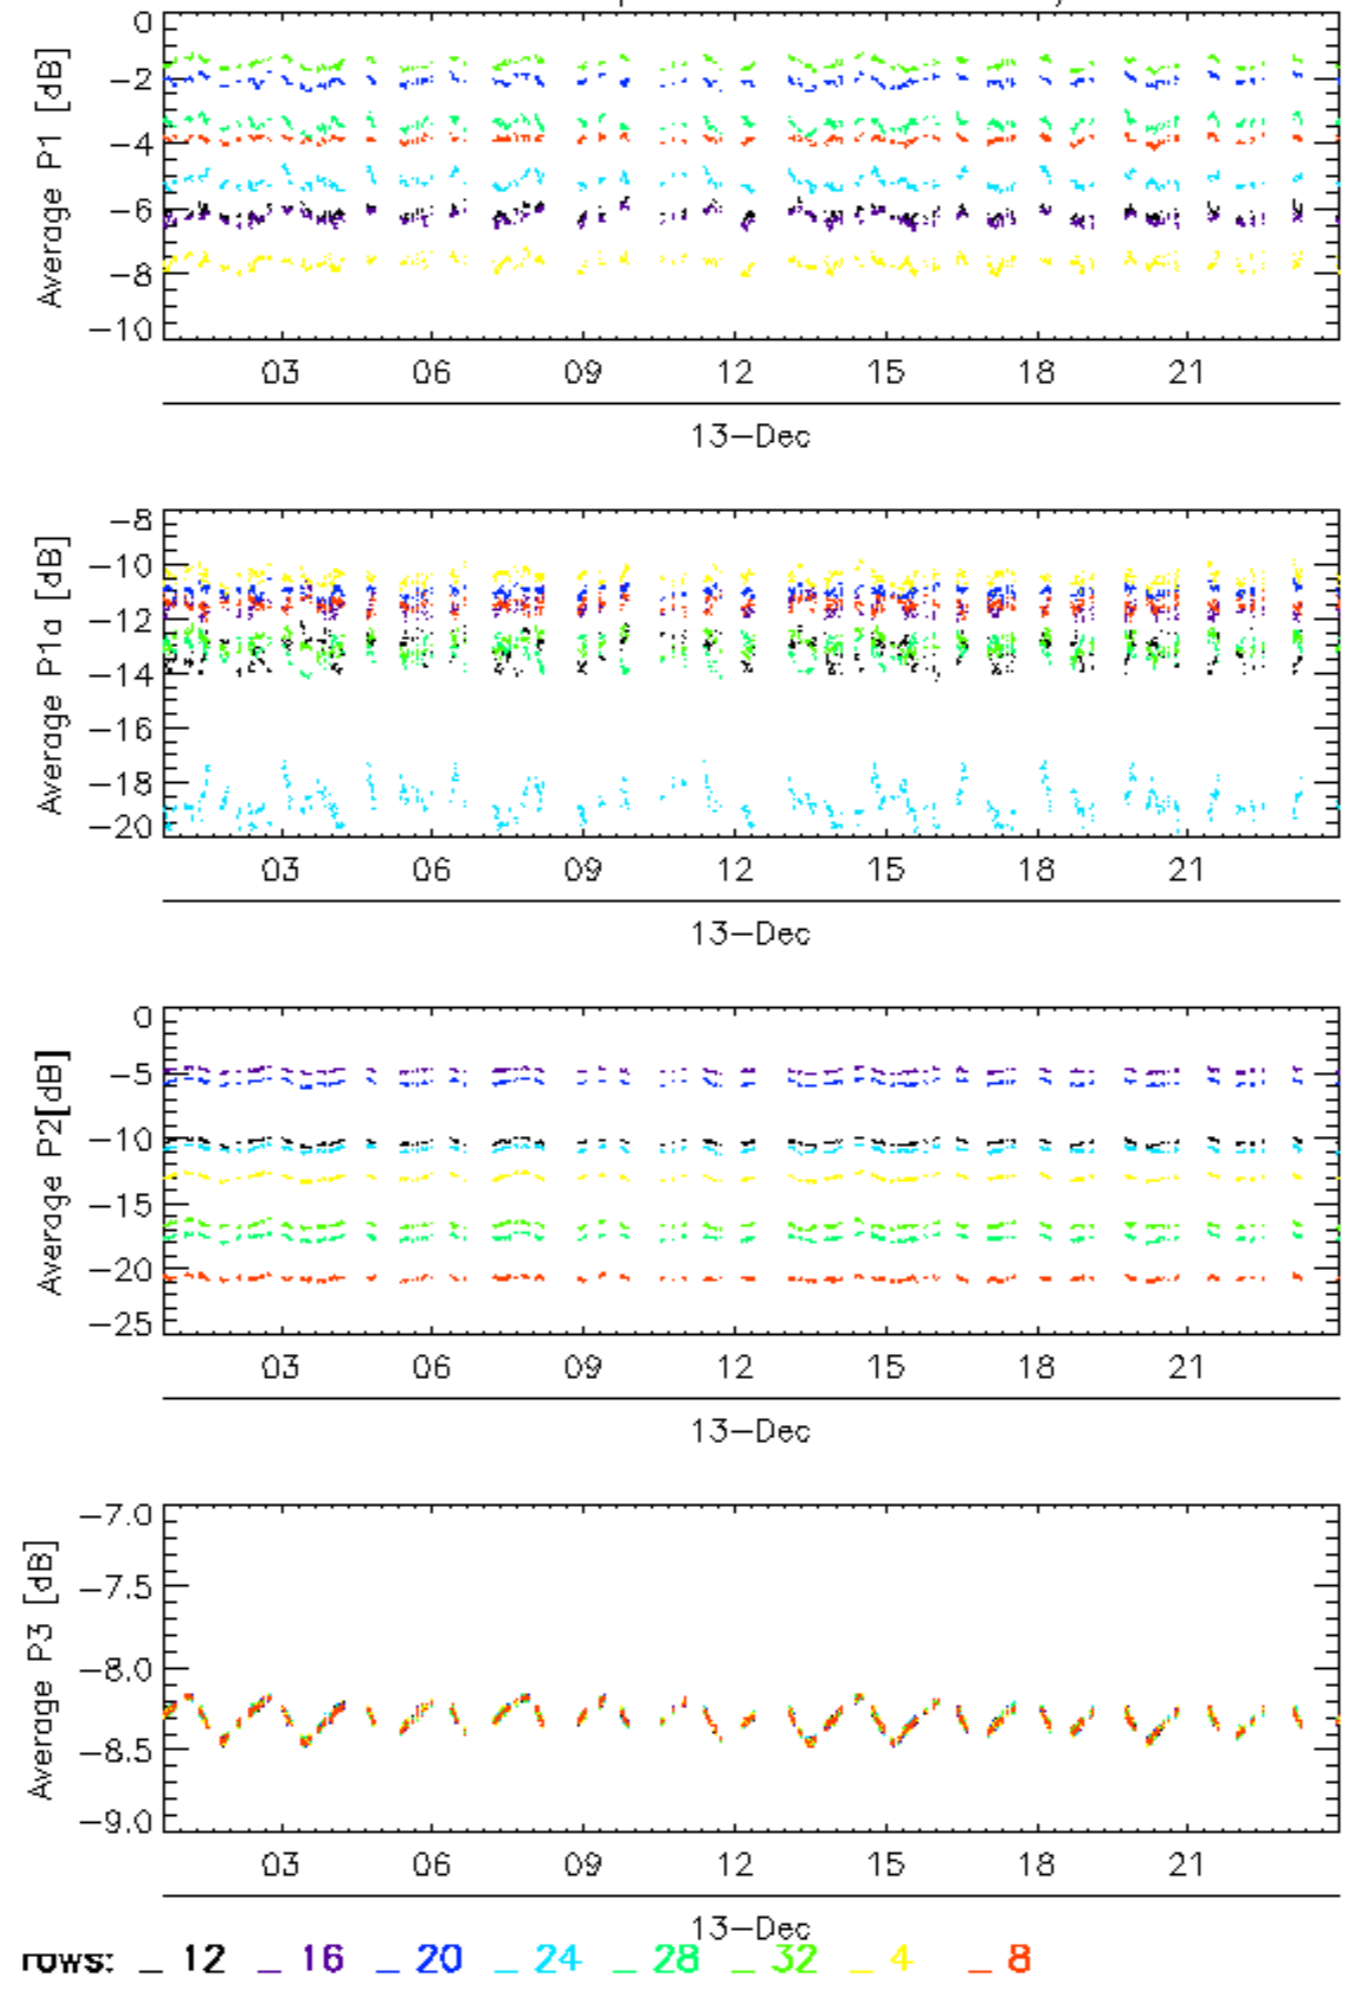 Average P1 [dB]
0
−2
−4
−6
−8
−10
03 06 09 12 15 18 21
13−Dec
Average P1a [dB]
−8
−10
−12
−14
−16
−18
−20
03 06 09 12 15 18 21
13−Dec
Average P2[dB]
0
−5
−10
−15
−20
−25
03 06 09 12 15 18 21
13−Dec
Average P3 [dB]
−7.0
−7.5
−8.0
−8.5
−9.0
03 06 09 12 15 18 21
13−Dec
rows: _ 12 _ 16 _ 20 _ 24 _ 28 _ 32 _ 4 _ 8